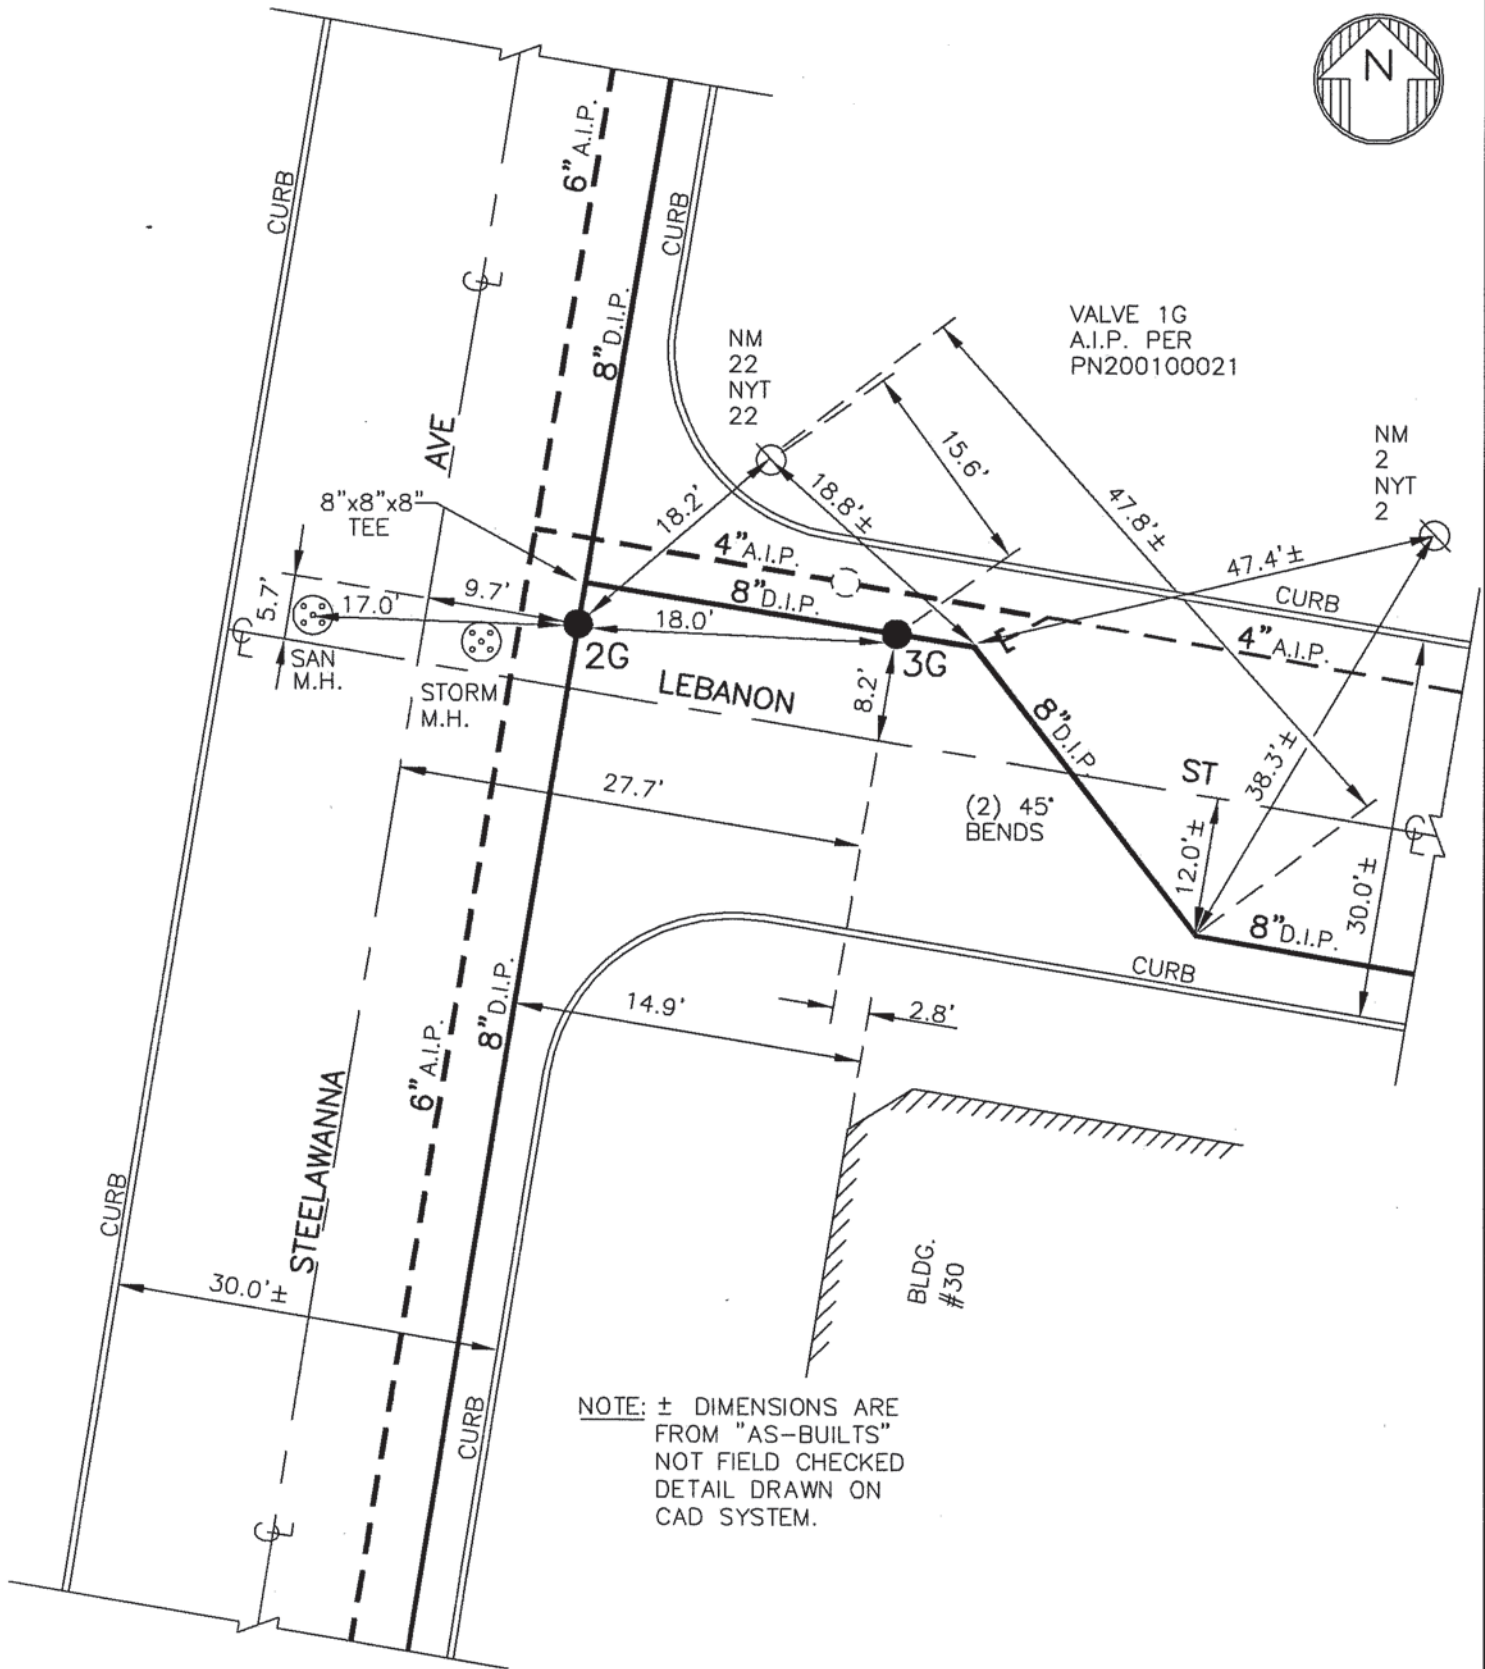 N
6" A.I.P.
CURB
CURB
8" D.I.P.
VALVE 1G
A.I.P. PER
PN200100021
NM
22
NYT
22
NM
2
NYT
2
AVE
15.6'
18.8'±
47.8'±
18.2'
8"x8"x8"
TEE
4" A.I.P.
47.4'±
5.7'
17.0'
9.7'
8" D.I.P.
CURB
18.0'
4" A.I.P.
2G
3G
SAN
M.H.
STORM
M.H.
LEBANON
8.2'
8" D.I.P.
ST
38.3'±
27.7'
(2) 45°
BENDS
12.0'±
30.0'±
8" D.I.P.
CURB
14.9'
2.8'
8" D.I.P.
6" A.I.P.
STEELAWANNA
CURB
BLDG.
#30
30.0'±
CURB
NOTE: ± DIMENSIONS ARE
FROM "AS-BUILTS"
NOT FIELD CHECKED
DETAIL DRAWN ON
CAD SYSTEM.